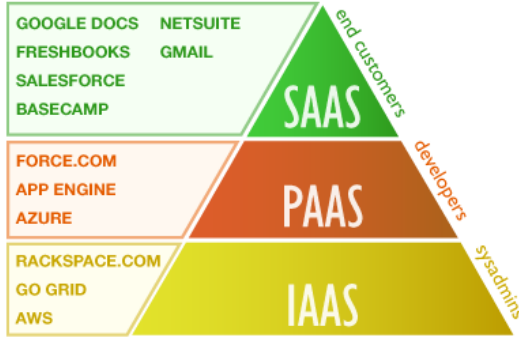 GOOGLE DOCS NETSUITE
FRESHBOOKS GMAIL
SALESFORCE
BASECAMP
SAAS
end customers
FORCE.COM
APP ENGINE
AZURE
PAAS
developers
RACKSPACE.COM
GO GRID
AWS
IAAS
sysadmins